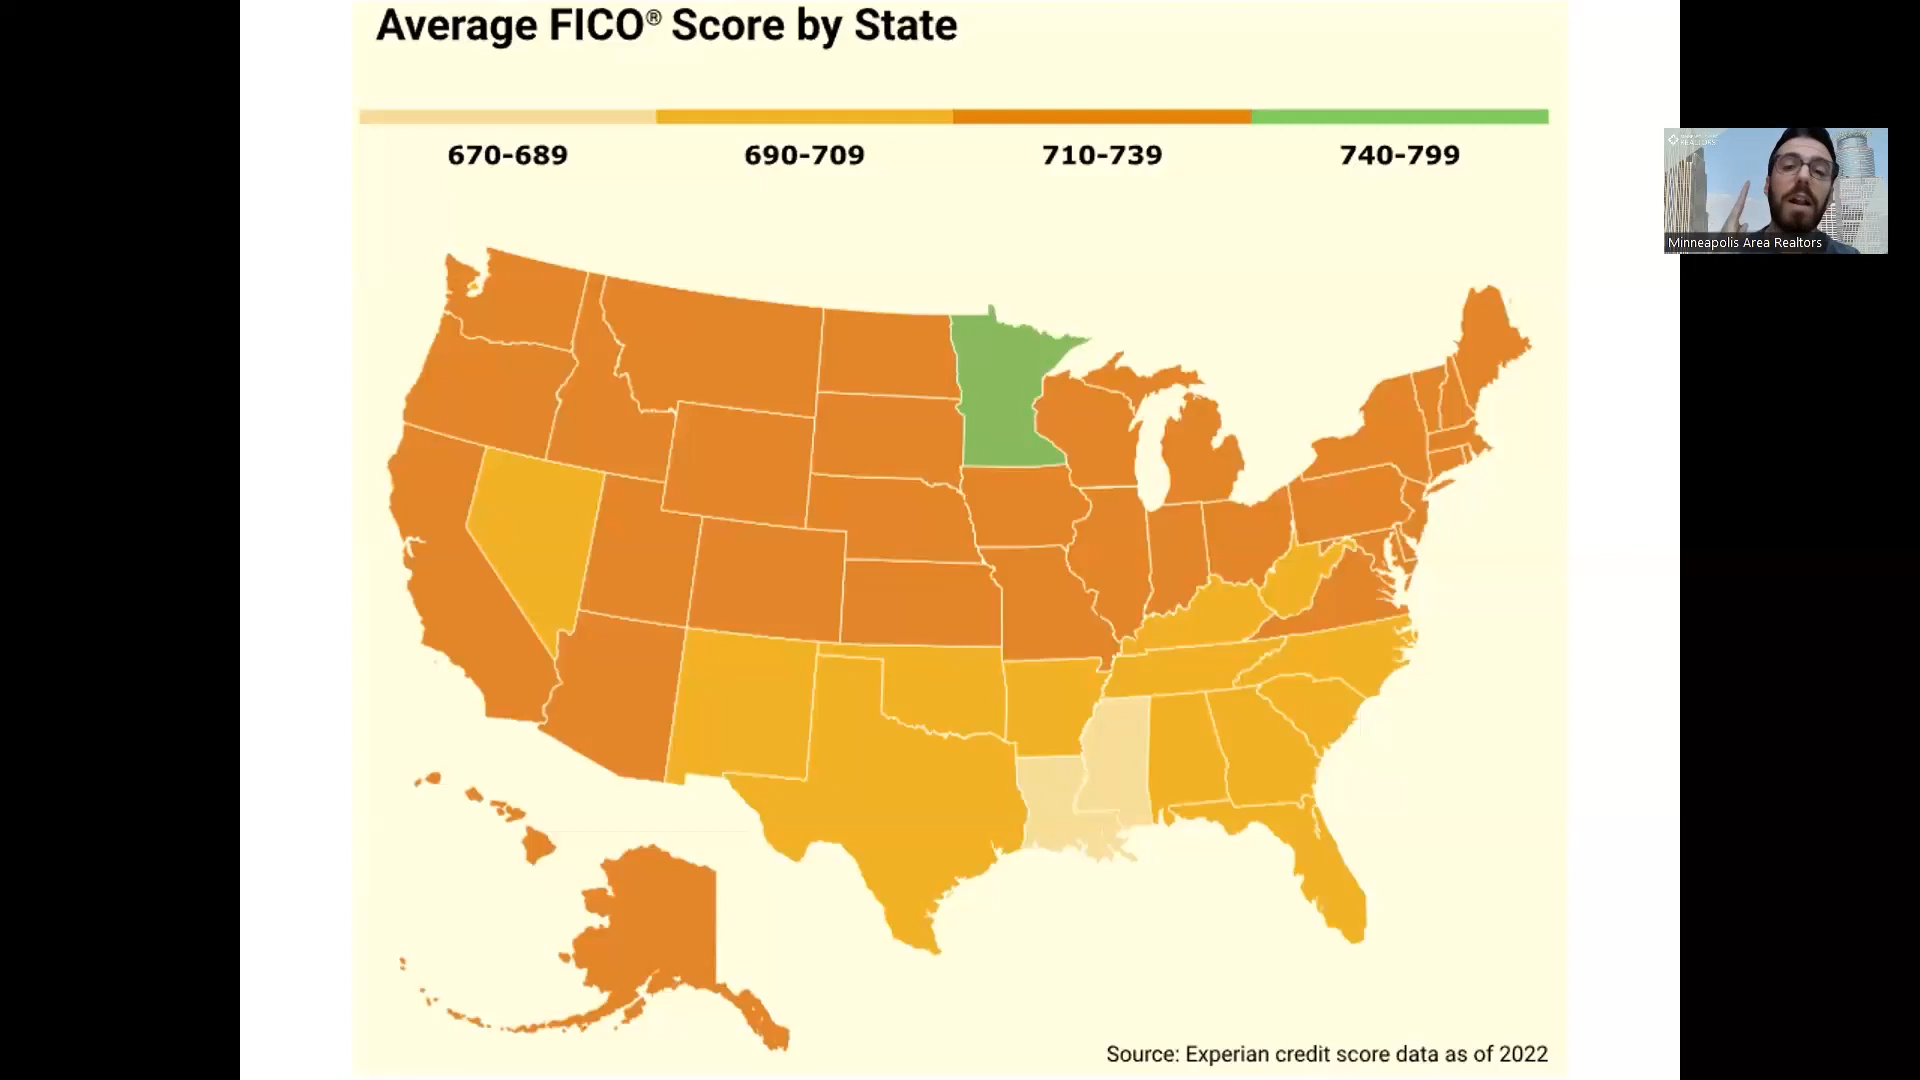 Average FICO® Score by State
670-689
690-709
710-739
740-799
REALTORS
Minneapolis Area Realtors
Source: Experian credit score data as of 2022